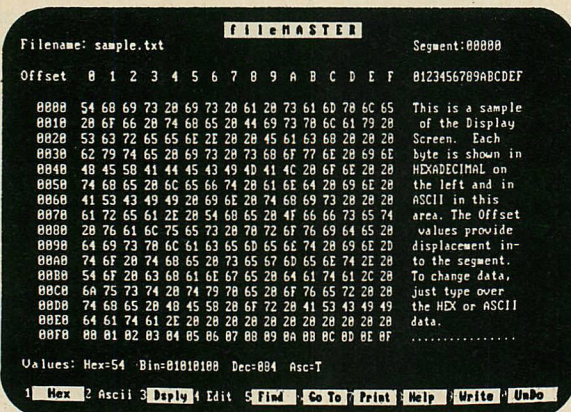 fileMASTER
Filename: sample.txt Segment:00000
Offset 0 1 2 3 4 5 6 7 8 9 A B C D E F 0123456789ABCDEF
0000 54 68 69 73 20 69 73 20 61 20 73 61 6D 70 6C 65 This is a sample
0010 20 6F 66 20 74 68 65 20 44 69 73 70 6C 61 79 20 of the Display
0020 53 63 72 65 65 6E 2E 20 20 45 61 63 68 20 20 20 Screen. Each
0030 62 79 74 65 20 69 73 20 73 68 6F 77 6E 20 69 6E byte is shown in
0040 48 45 58 41 44 45 43 49 4D 41 4C 20 6F 6E 20 20 HEXADECIMAL on
0050 74 68 65 20 6C 65 66 74 20 61 6E 64 20 69 6E 20 the left and in
0060 41 53 43 49 49 20 69 6E 20 74 68 69 73 20 20 20 ASCII in this
0070 61 72 65 61 2E 20 54 68 65 20 4F 66 66 73 65 74 area. The Offset
0080 20 76 61 6C 75 65 73 20 70 72 6F 76 69 64 65 20 values provide
0090 64 69 73 70 6C 61 63 65 6D 65 6E 74 20 69 6E 2D displacement in-
00A0 74 6F 20 74 68 65 20 73 65 67 6D 65 6E 74 2E 20 to the segment.
00B0 54 6F 20 63 68 61 6E 67 65 20 64 61 74 61 2C 20 To change data,
00C0 6A 75 73 74 20 74 79 70 65 20 6F 76 65 72 20 20 just type over
00D0 74 68 65 20 48 45 58 20 6F 72 20 41 53 43 49 49 the HEX or ASCII
00E0 64 61 74 61 2E 20 20 20 20 20 20 20 20 20 20 20 data.
00F0 00 01 02 03 04 05 06 07 08 09 0A 0B 0C 0D 0E 0F ................
Values: Hex=54 Bin=01010100 Dec=084 Asc=T
1 Hex 2 Ascii 3 Dsply 4 Edit 5 Find Go To 7 Print Help Write UnDo